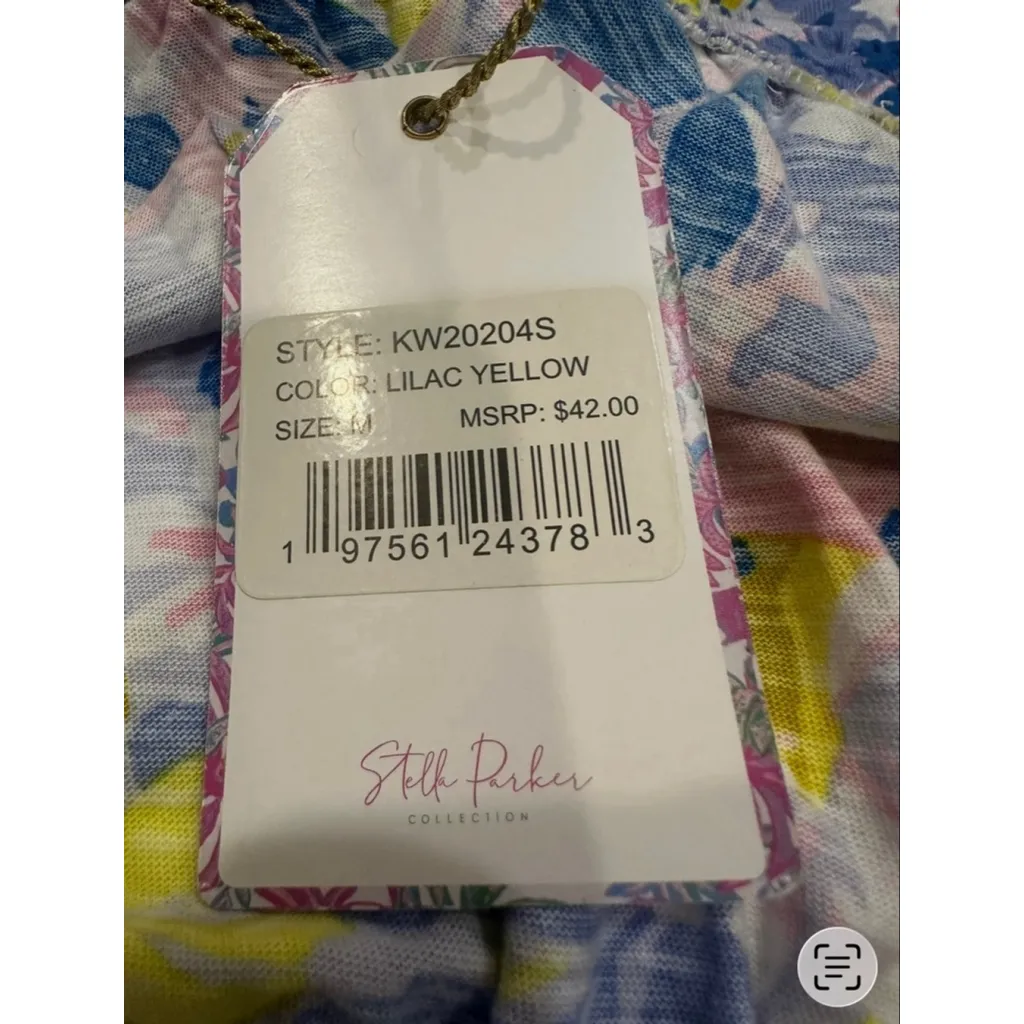 STYLE: KW20204S
COLOR: LILAC YELLOW
SIZE: M MSRP: $42.00
1 97561 24378 3
Stella Parker
COLLECTION